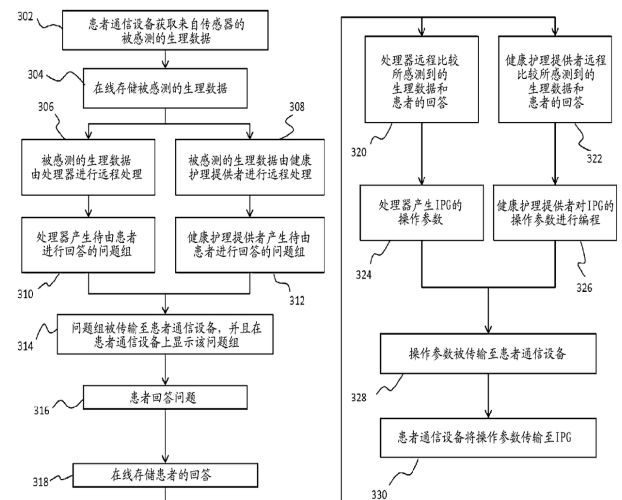 302
患者通信设备获取来自传感器的
被感测的生理数据
304
在线存储被感测的生理数据
306
被感测的生理数据
由处理器进行远程处理
308
被感测的生理数据由健康
护理提供者进行远程处理
处理器产生待由患者
进行回答的问题组
310
健康护理提供者产生待由
患者进行回答的问题组
312
问题组被传输至患者通信设备，并且在
患者通信设备上显示该问题组
314
患者回答问题
316
在线存储患者的回答
318
处理器远程比较
所感测到的
生理数据和
患者的回答
320
健康护理提供者远程
比较所感测到的
生理数据和
患者的回答
322
处理器产生IPG的
操作参数
324
健康护理提供者对IPG的
操作参数进行编程
326
操作参数被传输至患者通信设备
328
患者通信设备将操作参数传输至IPG
330